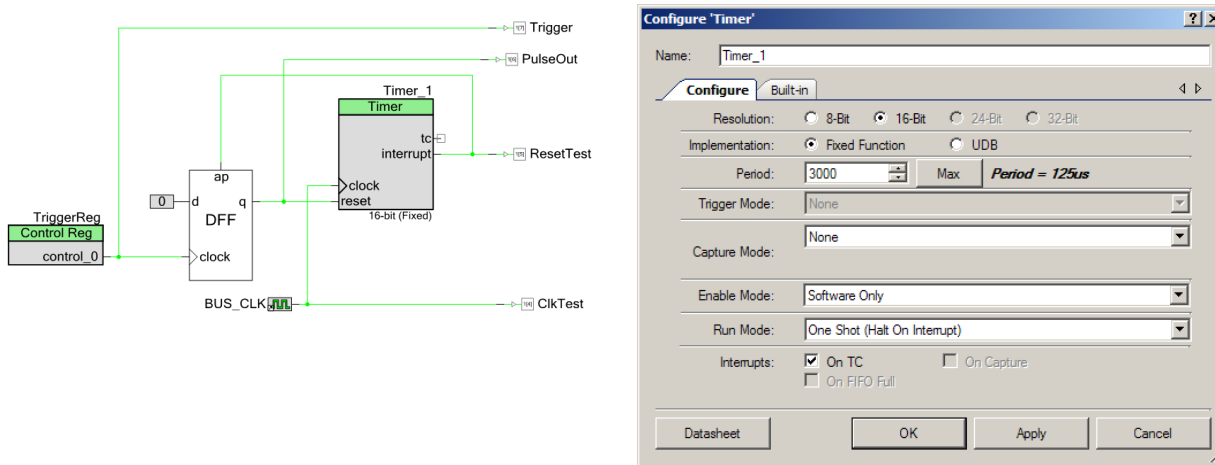 Trigger
PulseOut
Timer_1
Timer
tc
interrupt
ResetTest
clock
reset
16-bit (Fixed)
ap
0
d
q
DFF
clock
TriggerReg
Control Reg
control_0
BUS_CLK
ClkTest
Configure 'Timer'
Name: Timer_1
Configure Built-in
Resolution: 8-Bit 16-Bit 24-Bit 32-Bit
Implementation: Fixed Function UDB
Period: 3000 Max Period = 125us
Trigger Mode: None
Capture Mode: None
Enable Mode: Software Only
Run Mode: One Shot (Halt On Interrupt)
Interrupts: On TC On Capture
On FIFO Full
Datasheet OK Apply Cancel